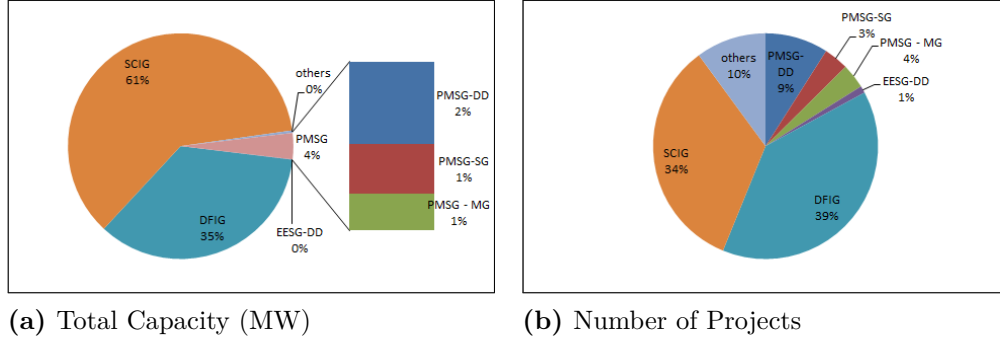 SCIG
61%
others
0%
PMSG
4%
EESG-DD
0%
DFIG
35%
PMSG-DD
2%
PMSG-SG
1%
PMSG - MG
1%
(a) Total Capacity (MW)
PMSG-SG
3%
PMSG - MG
4%
EESG-DD
1%
others
10%
PMSG-
DD
9%
SCIG
34%
DFIG
39%
(b) Number of Projects